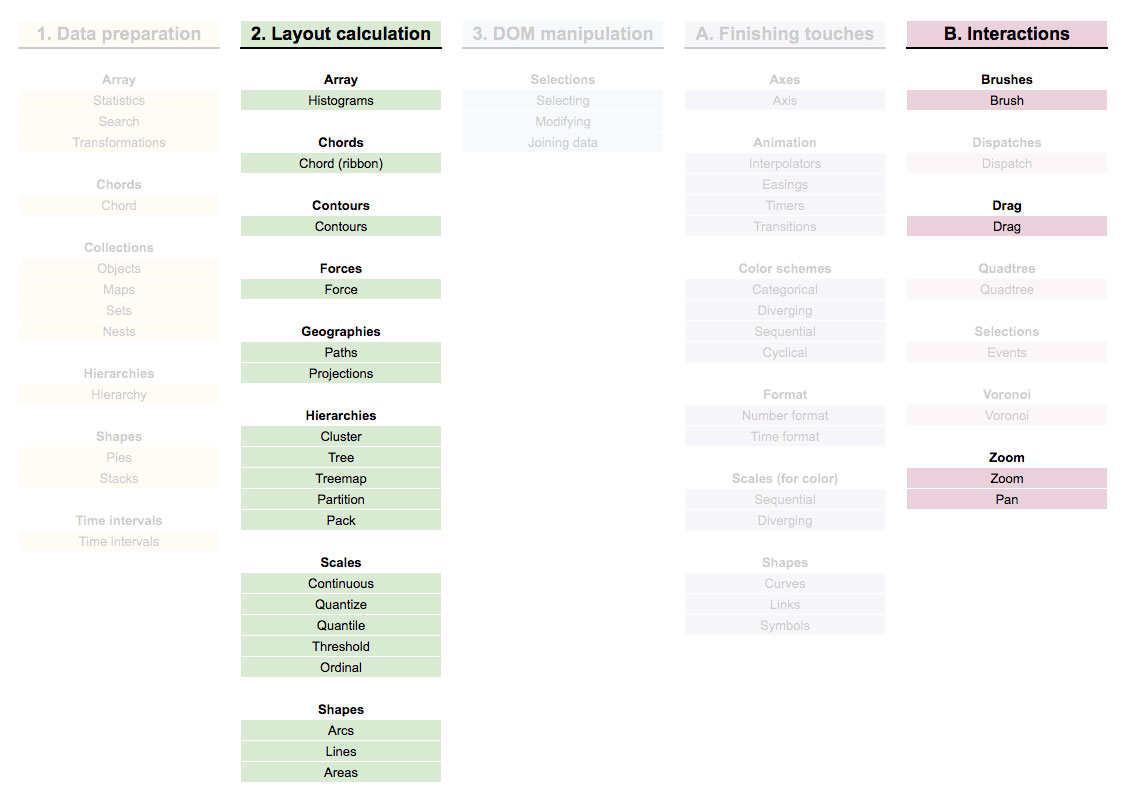 1. Data preparation
Array
Statistics
Search
Transformations
Chords
Chord
Collections
Objects
Maps
Sets
Nests
Hierarchies
Hierarchy
Shapes
Pies
Stacks
Time intervals
Time intervals
2. Layout calculation
Array
Histograms
Chords
Chord (ribbon)
Contours
Contours
Forces
Force
Geographies
Paths
Projections
Hierarchies
Cluster
Tree
Treemap
Partition
Pack
Scales
Continuous
Quantize
Quantile
Threshold
Ordinal
Shapes
Arcs
Lines
Areas
3. DOM manipulation
Selections
Selecting
Modifying
Joining data
A. Finishing touches
Axes
Axis
Animation
Interpolators
Easings
Timers
Transitions
Color schemes
Categorical
Diverging
Sequential
Cyclical
Format
Number format
Time format
Scales (for color)
Sequential
Diverging
Shapes
Curves
Links
Symbols
B. Interactions
Brushes
Brush
Dispatches
Dispatch
Drag
Drag
Quadtree
Quadtree
Selections
Events
Voronoi
Voronoi
Zoom
Zoom
Pan